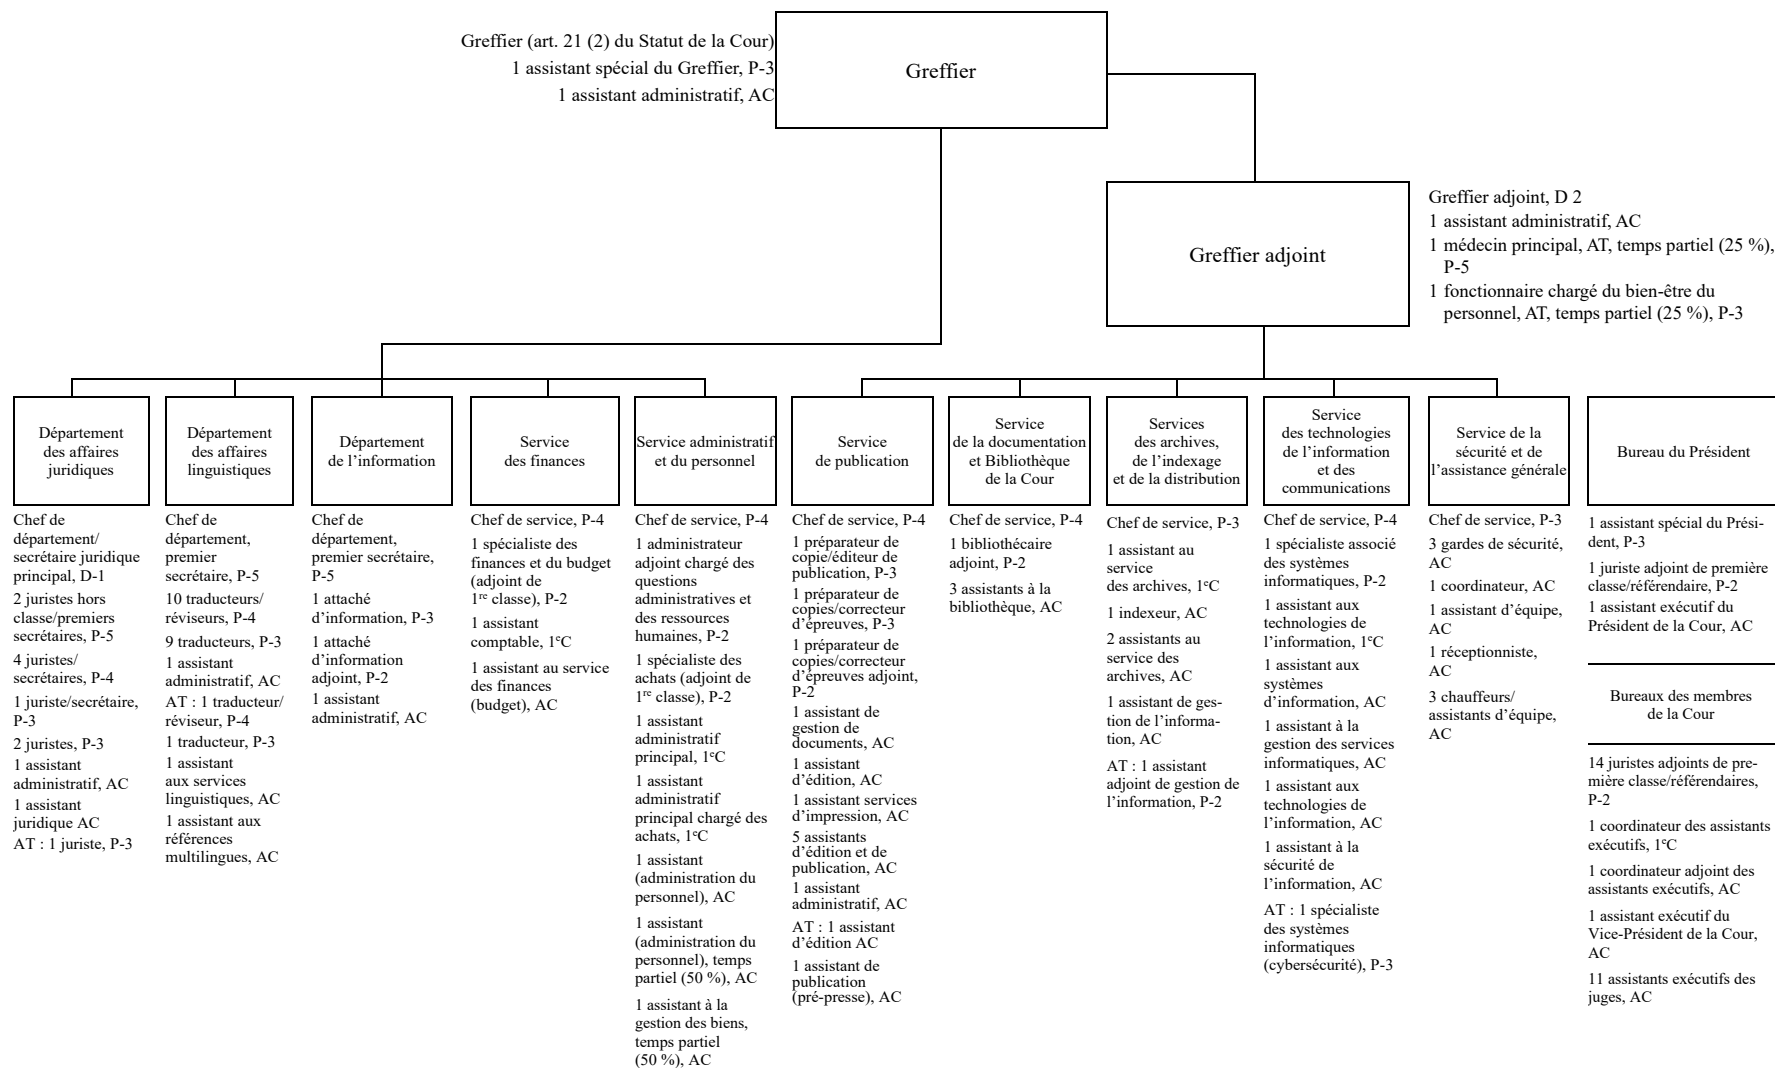 Greffier (art. 21 (2) du Statut de la Cour)
1 assistant spécial du Greffier, P-3
1 assistant administratif, AC
Greffier
Greffier adjoint
Greffier adjoint, D 2
1 assistant administratif, AC
1 médecin principal, AT, temps partiel (25 %),
P-5
1 fonctionnaire chargé du bien-être du
personnel, AT, temps partiel (25 %), P-3
Département
des affaires
juridiques
Chef de
département/
secrétaire juridique
principal, D-1
2 juristes hors
classe/premiers
secrétaires, P-5
4 juristes/
secrétaires, P-4
1 juriste/secrétaire,
P-3
2 juristes, P-3
1 assistant
administratif, AC
1 assistant
juridique AC
AT : 1 juriste, P-3
Département
des affaires
linguistiques
Chef de
département,
premier
secrétaire, P-5
10 traducteurs/
réviseurs, P-4
9 traducteurs, P-3
1 assistant
administratif, AC
AT : 1 traducteur/
réviseur, P-4
1 traducteur, P-3
1 assistant
aux services
linguistiques, AC
1 assistant aux
références
multilingues, AC
Département
de l’information
Chef de
département,
premier secrétaire,
P-5
1 attaché
d’information, P-3
1 attaché
d’information
adjoint, P-2
1 assistant
administratif, AC
Service
des finances
Chef de service, P-4
1 spécialiste des
finances et du budget
(adjoint de
1re classe), P-2
1 assistant
comptable, 1eC
1 assistant au service
des finances
(budget), AC
Service administratif
et du personnel
Chef de service, P-4
1 administrateur
adjoint chargé des
questions
administratives et
des ressources
humaines, P-2
1 spécialiste des
achats (adjoint de
1re classe), P-2
1 assistant
administratif
principal, 1eC
1 assistant
administratif
principal chargé des
achats, 1eC
1 assistant
(administration du
personnel), AC
1 assistant
(administration du
personnel), temps
partiel (50 %), AC
1 assistant à la
gestion des biens,
temps partiel
(50 %), AC
Service
de publication
Chef de service, P-4
1 préparateur de
copie/éditeur de
publication, P-3
1 préparateur de
copies/correcteur
d’épreuves, P-3
1 préparateur de
copies/correcteur
d’épreuves adjoint,
P-2
1 assistant de
gestion de
documents, AC
1 assistant
d’édition, AC
1 assistant services
d’impression, AC
5 assistants
d’édition et de
publication, AC
1 assistant
administratif, AC
AT : 1 assistant
d’édition AC
1 assistant de
publication
(pré-presse), AC
Service
de la documentation
et Bibliothèque
de la Cour
Chef de service, P-4
1 bibliothécaire
adjoint, P-2
3 assistants à la
bibliothèque, AC
Services
des archives,
de l’indexage
et de la distribution
Chef de service, P-3
1 assistant au
service
des archives, 1eC
1 indexeur, AC
2 assistants au
service des
archives, AC
1 assistant de ges-
tion de l’informa-
tion, AC
AT : 1 assistant
adjoint de gestion de
l’information, P-2
Service
des technologies
de l’information
et des
communications
Chef de service, P-4
1 spécialiste associé
des systèmes
informatiques, P-2
1 assistant aux
technologies de
l’information, 1eC
1 assistant aux
systèmes
d’information, AC
1 assistant à la
gestion des services
informatiques, AC
1 assistant aux
technologies de
l’information, AC
1 assistant à la
sécurité de
l’information, AC
AT : 1 spécialiste
des systèmes
informatiques
(cybersécurité), P-3
Service de la
sécurité et de
l’assistance générale
Chef de service, P-3
3 gardes de sécurité,
AC
1 coordinateur, AC
1 assistant d’équipe,
AC
1 réceptionniste,
AC
3 chauffeurs/
assistants d’équipe,
AC
Bureau du Président
1 assistant spécial du Prési-
dent, P-3
1 juriste adjoint de première
classe/référendaire, P-2
1 assistant exécutif du
Président de la Cour, AC
Bureaux des membres
de la Cour
14 juristes adjoints de pre-
mière classe/référendaires,
P-2
1 coordinateur des assistants
exécutifs, 1eC
1 coordinateur adjoint des
assistants exécutifs, AC
1 assistant exécutif du
Vice-Président de la Cour,
AC
11 assistants exécutifs des
juges, AC